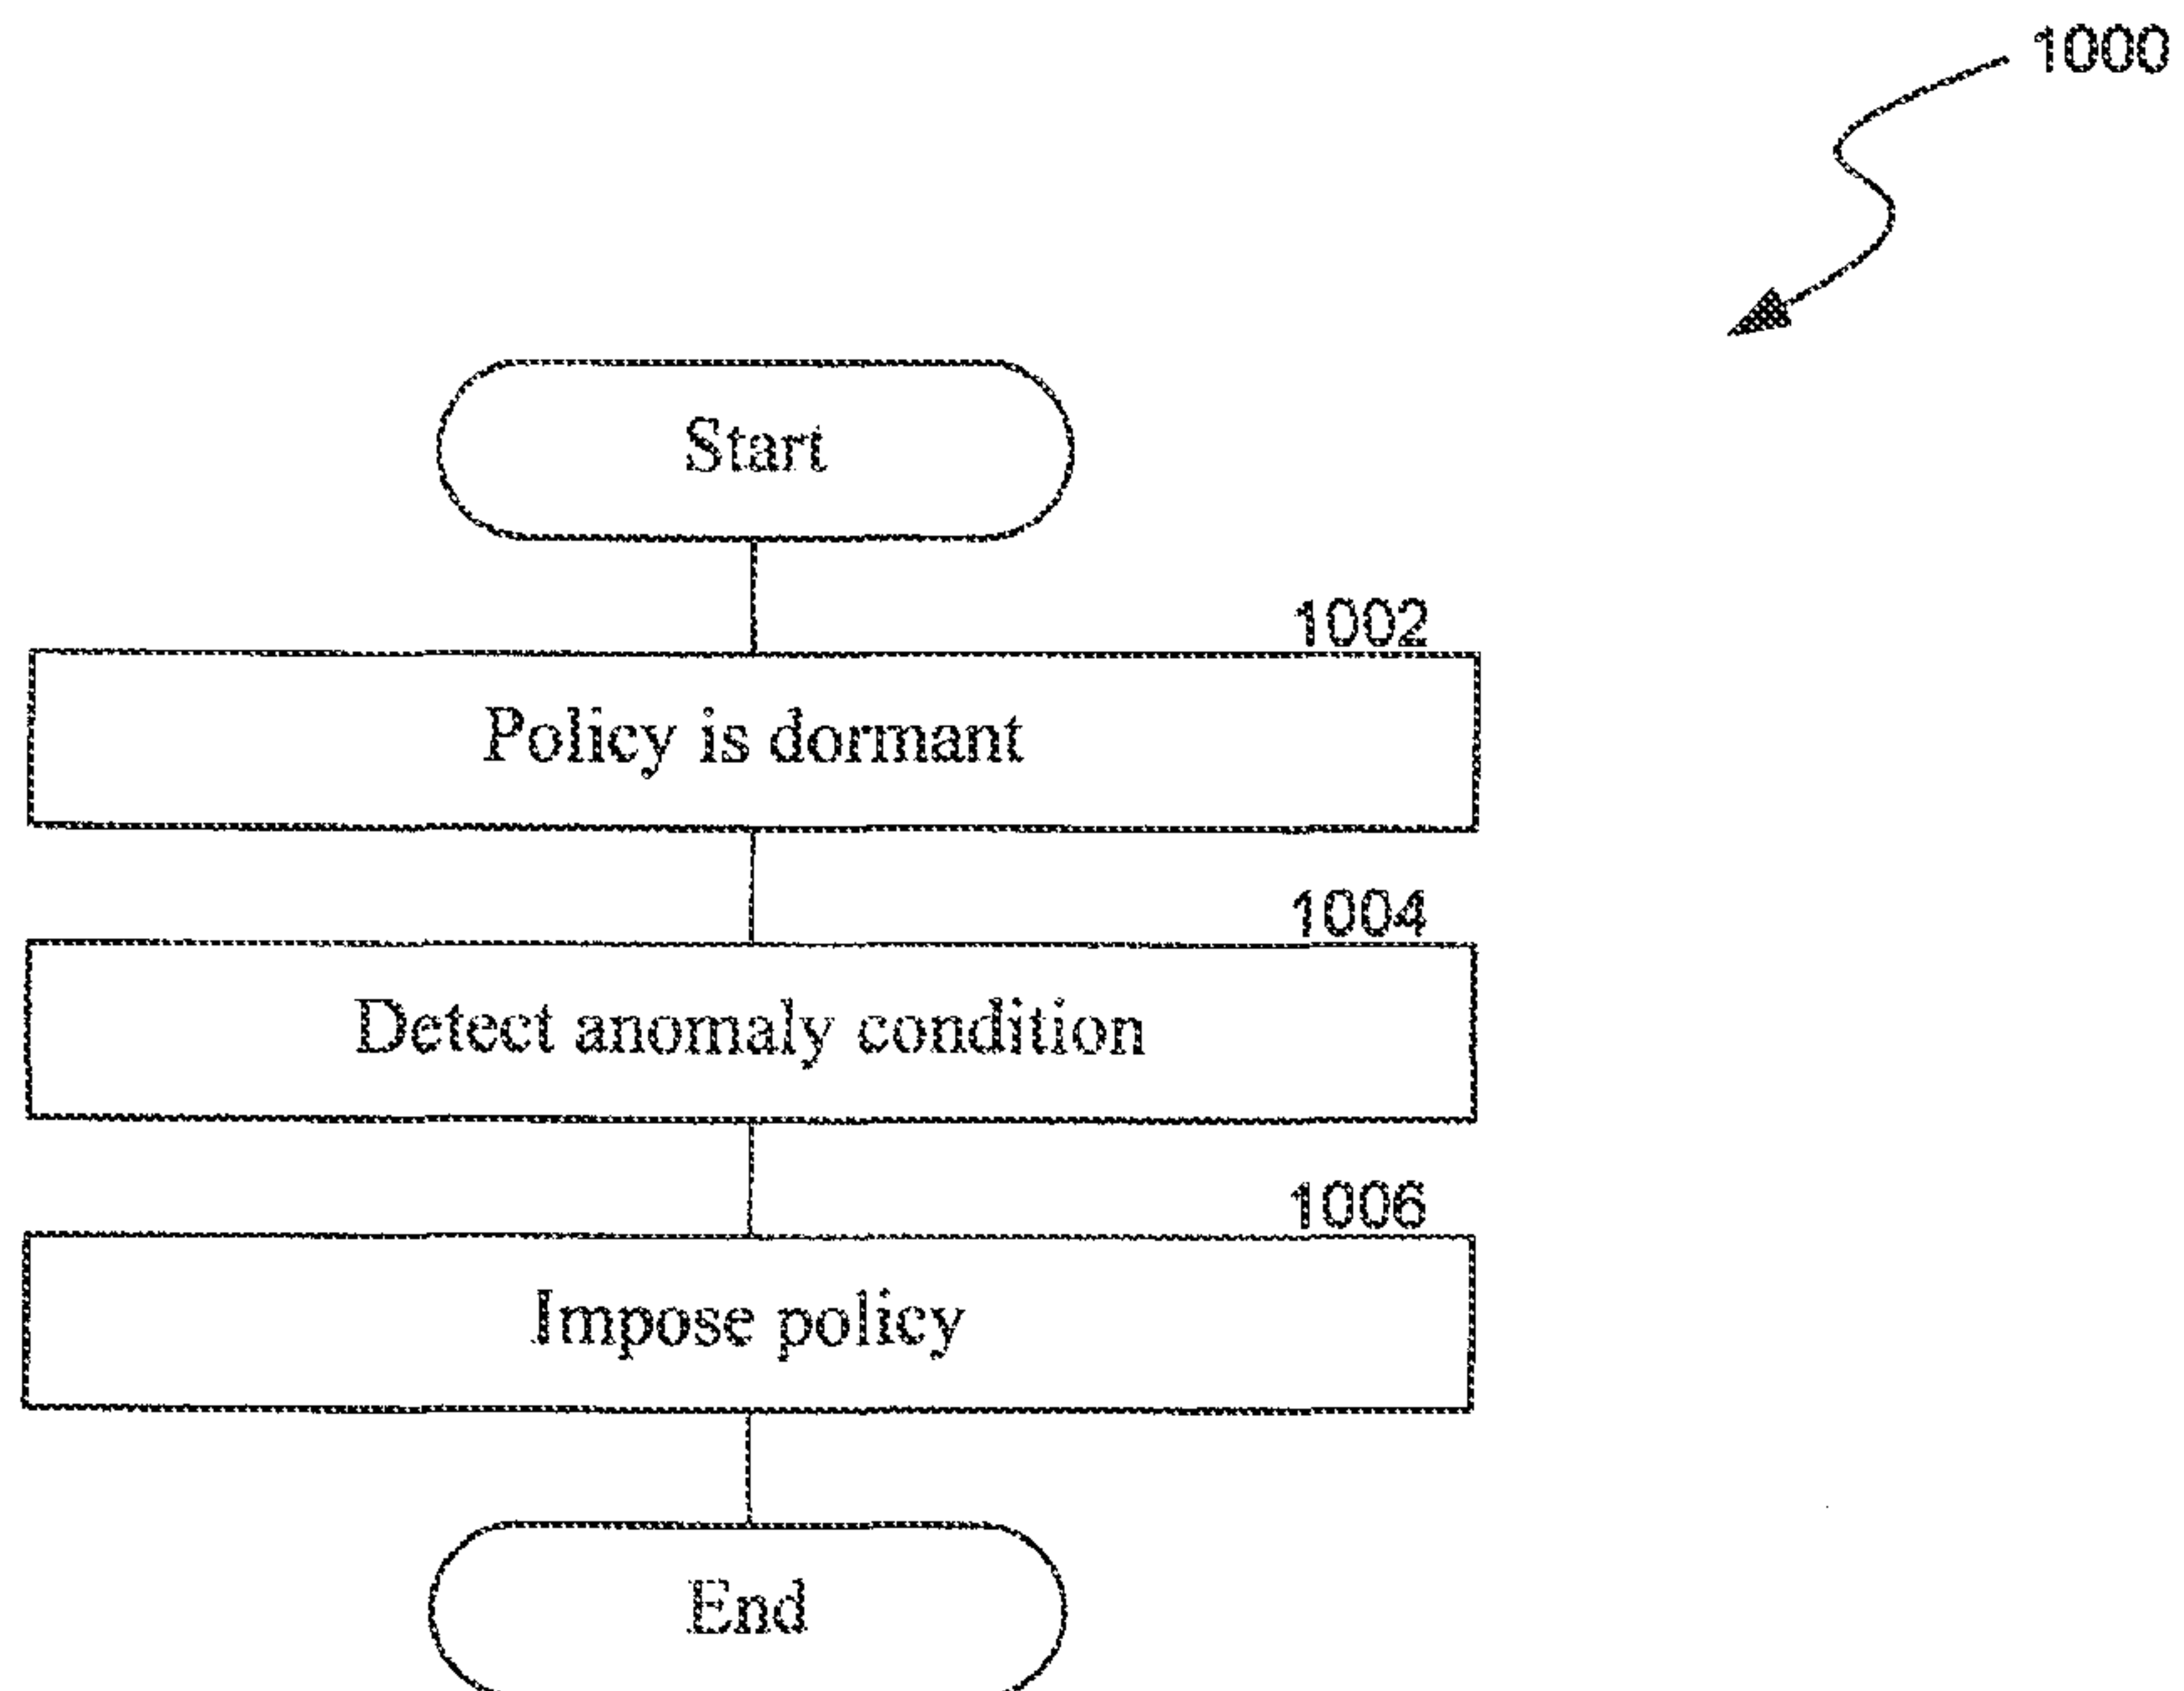 1000
Start
1002
Policy is dormant
1004
Detect anomaly condition
1006
Impose policy
End